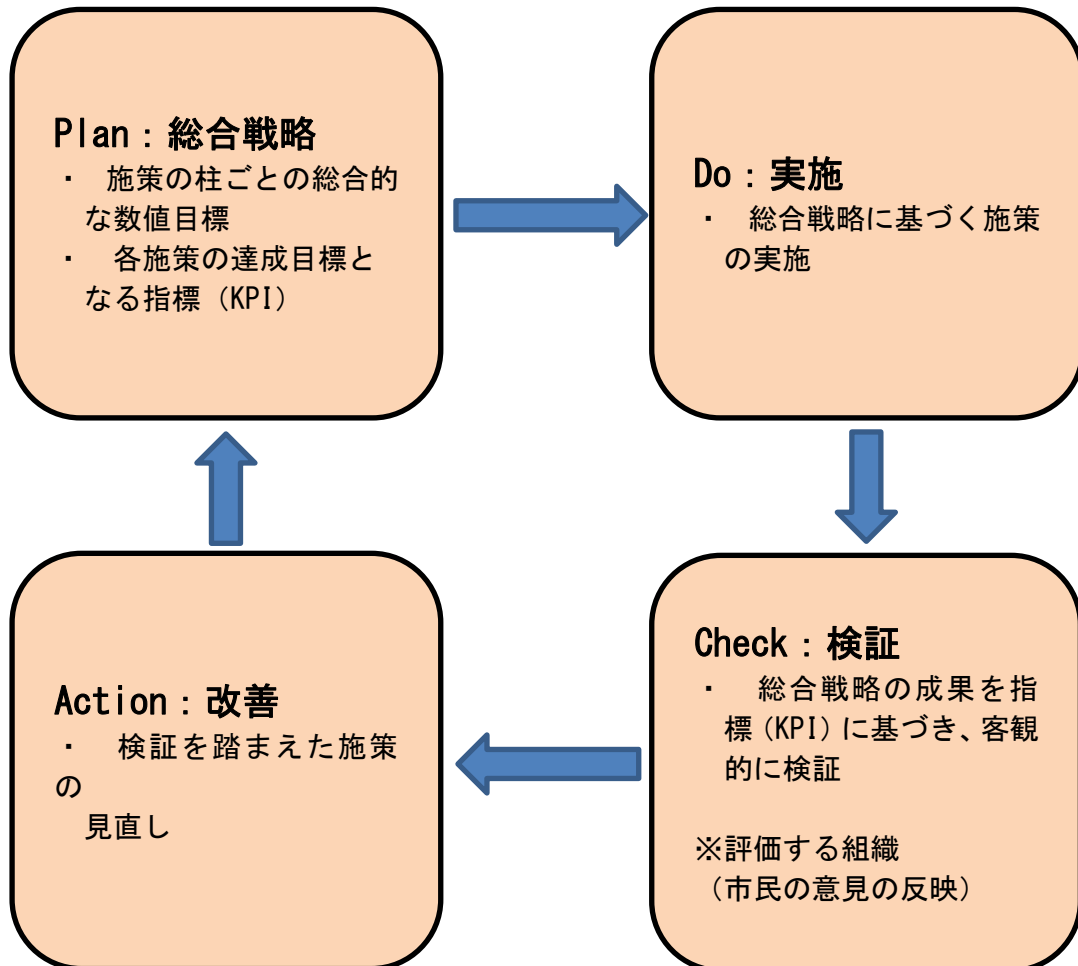 Plan：総合戦略
・　施策の柱ごとの総合的
な数値目標
・　各施策の達成目標と
なる指標（KPI）
Do：実施
・　総合戦略に基づく施策
の実施
Check：検証
・　総合戦略の成果を指
標（KPI）に基づき、客観
的に検証
※評価する組織
（市民の意見の反映）
Action：改善
・　検証を踏まえた施策
の
見直し